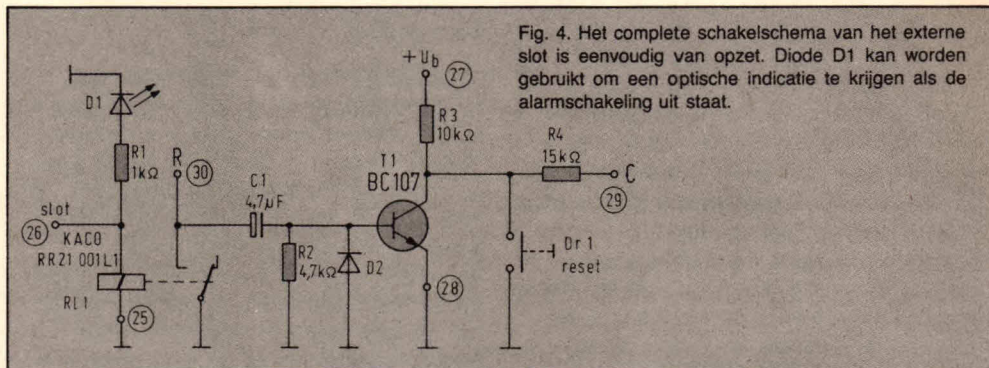 Fig. 4. Het complete schakelschema van het externe
slot is eenvoudig van opzet. Diode D1 kan worden
gebruikt om een optische indicatie te krijgen als de
alarmschakeling uit staat.
+Ub
27
D1
R3
10kΩ
R1
1kΩ
R
30
C1
4,7µF
T1
BC107
R4
15kΩ
C
29
slot
26
KACO
RR21 001L1
R2
4,7kΩ
D2
Dr1
reset
RL1
25
28